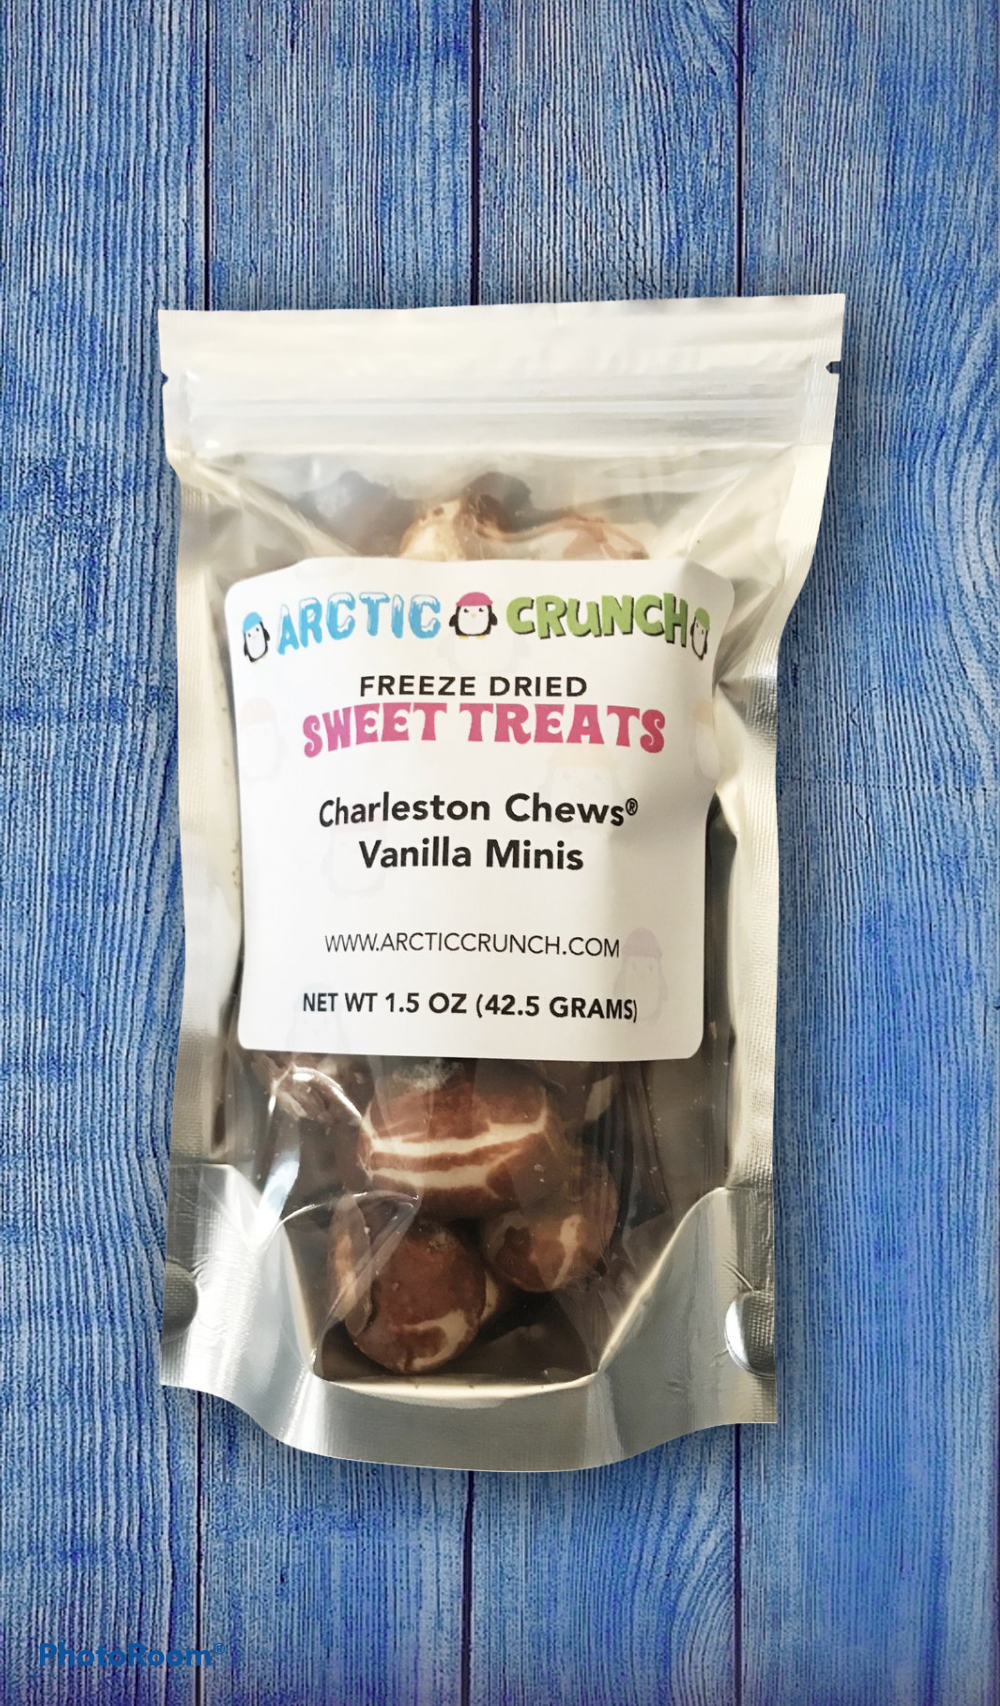 ARCTIC CRUNCH
FREEZE DRIED
SWEET TREATS
Charleston Chews®
Vanilla Minis
WWW.ARCTICCRUNCH.COM
NET WT 1.5 OZ (42.5 GRAMS)
PhotoRoom®